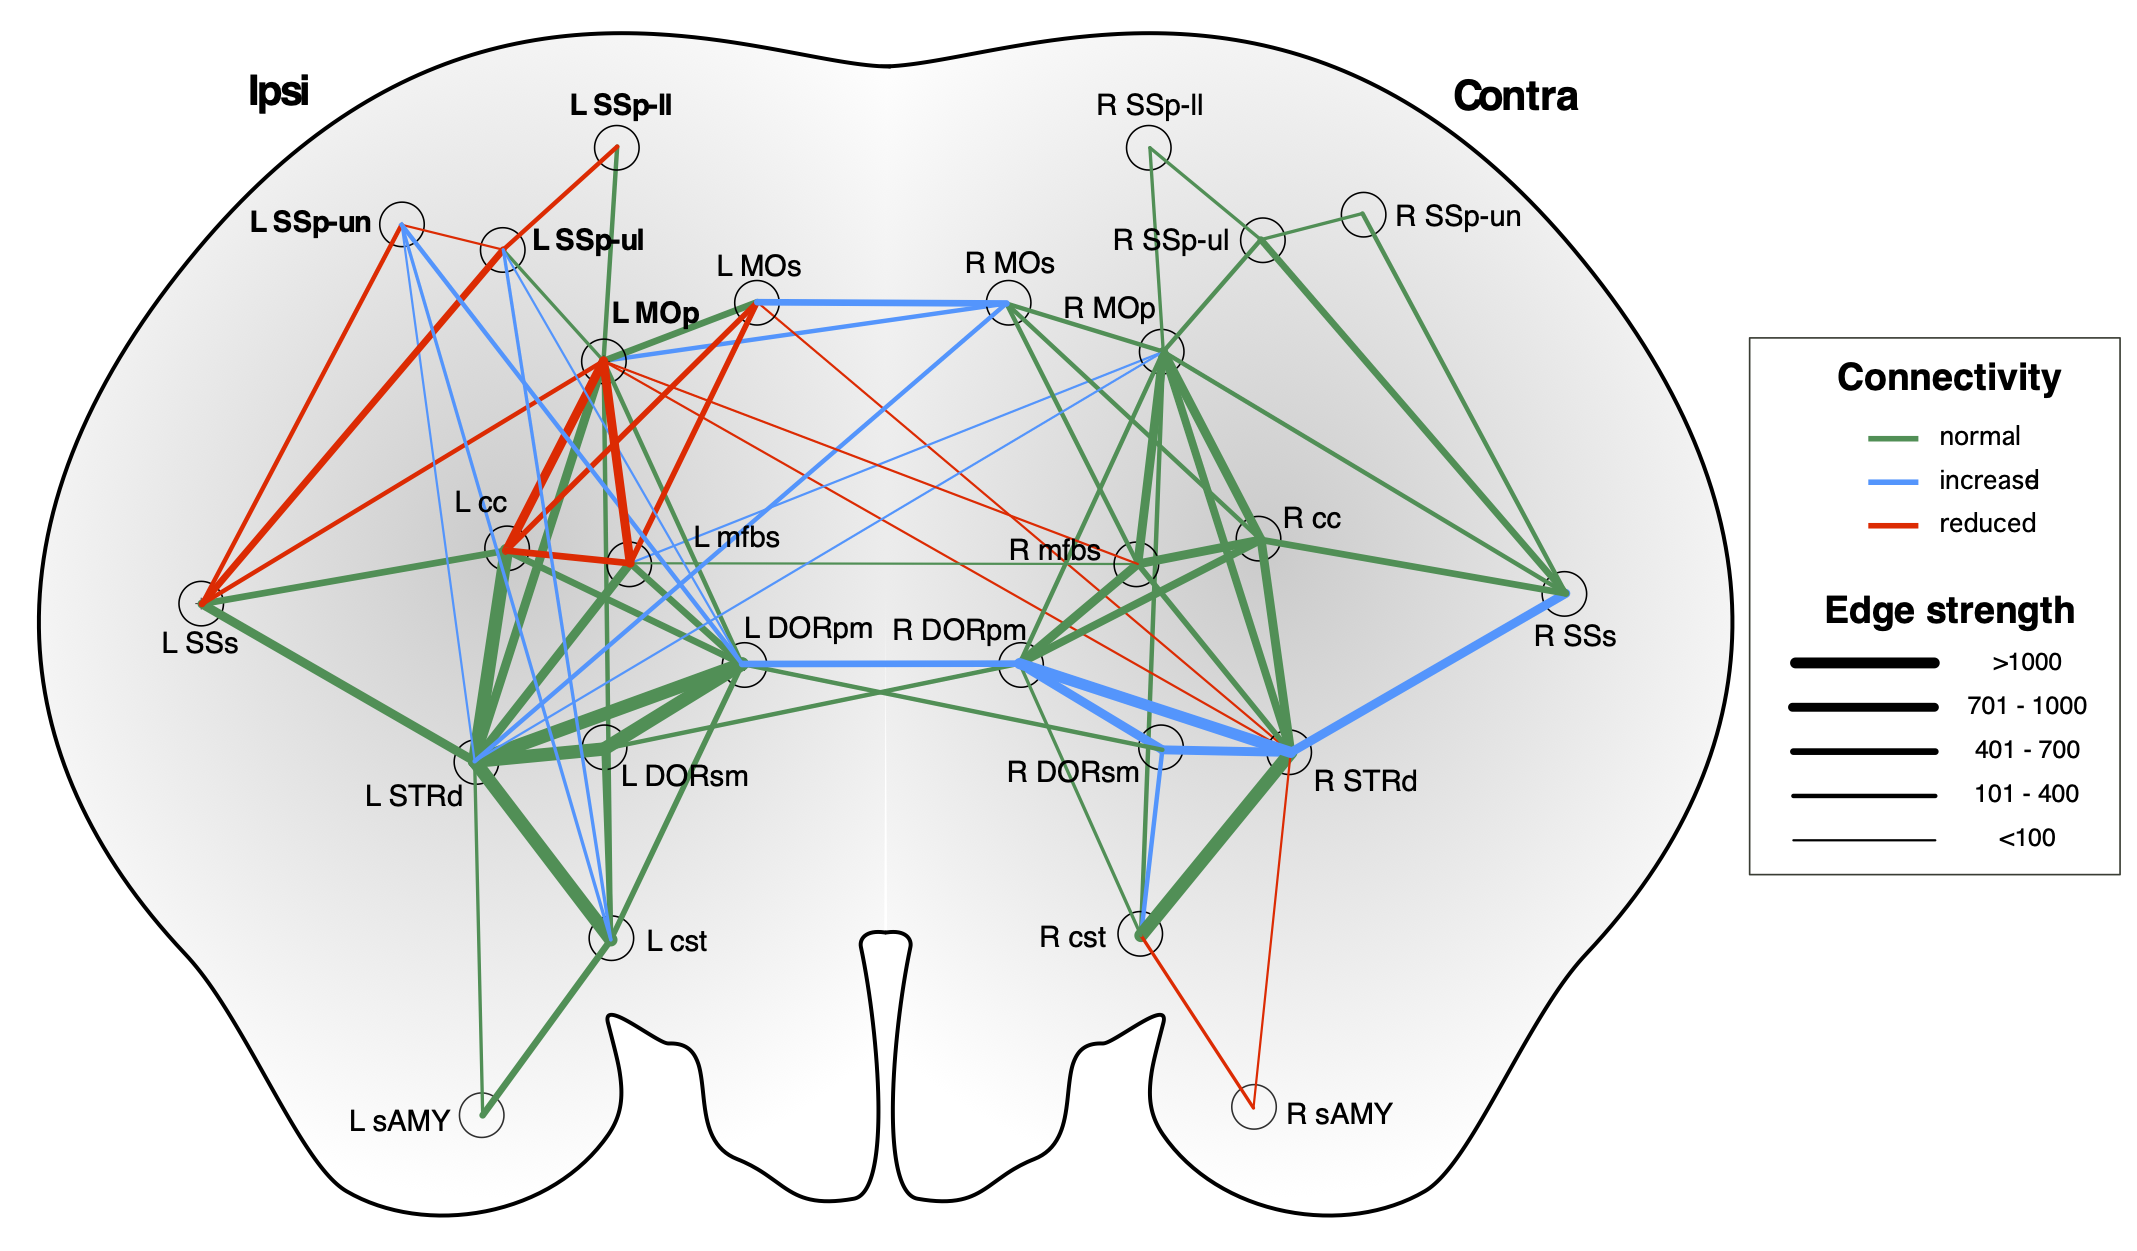 Ipsi
Contra
L SSp-ll
R SSp-ll
L SSp-un
L SSp-ul
R SSp-ul
R SSp-un
L MOs
R MOs
L MOp
R MOp
L cc
R cc
L mfbs
R mfbs
L SSs
R SSs
L DORpm
R DORpm
L DORsm
R DORsm
L STRd
R STRd
L cst
R cst
L sAMY
R sAMY
Connectivity
normal
increased
reduced
Edge strength
>1000
701 - 1000
401 - 700
101 - 400
<100